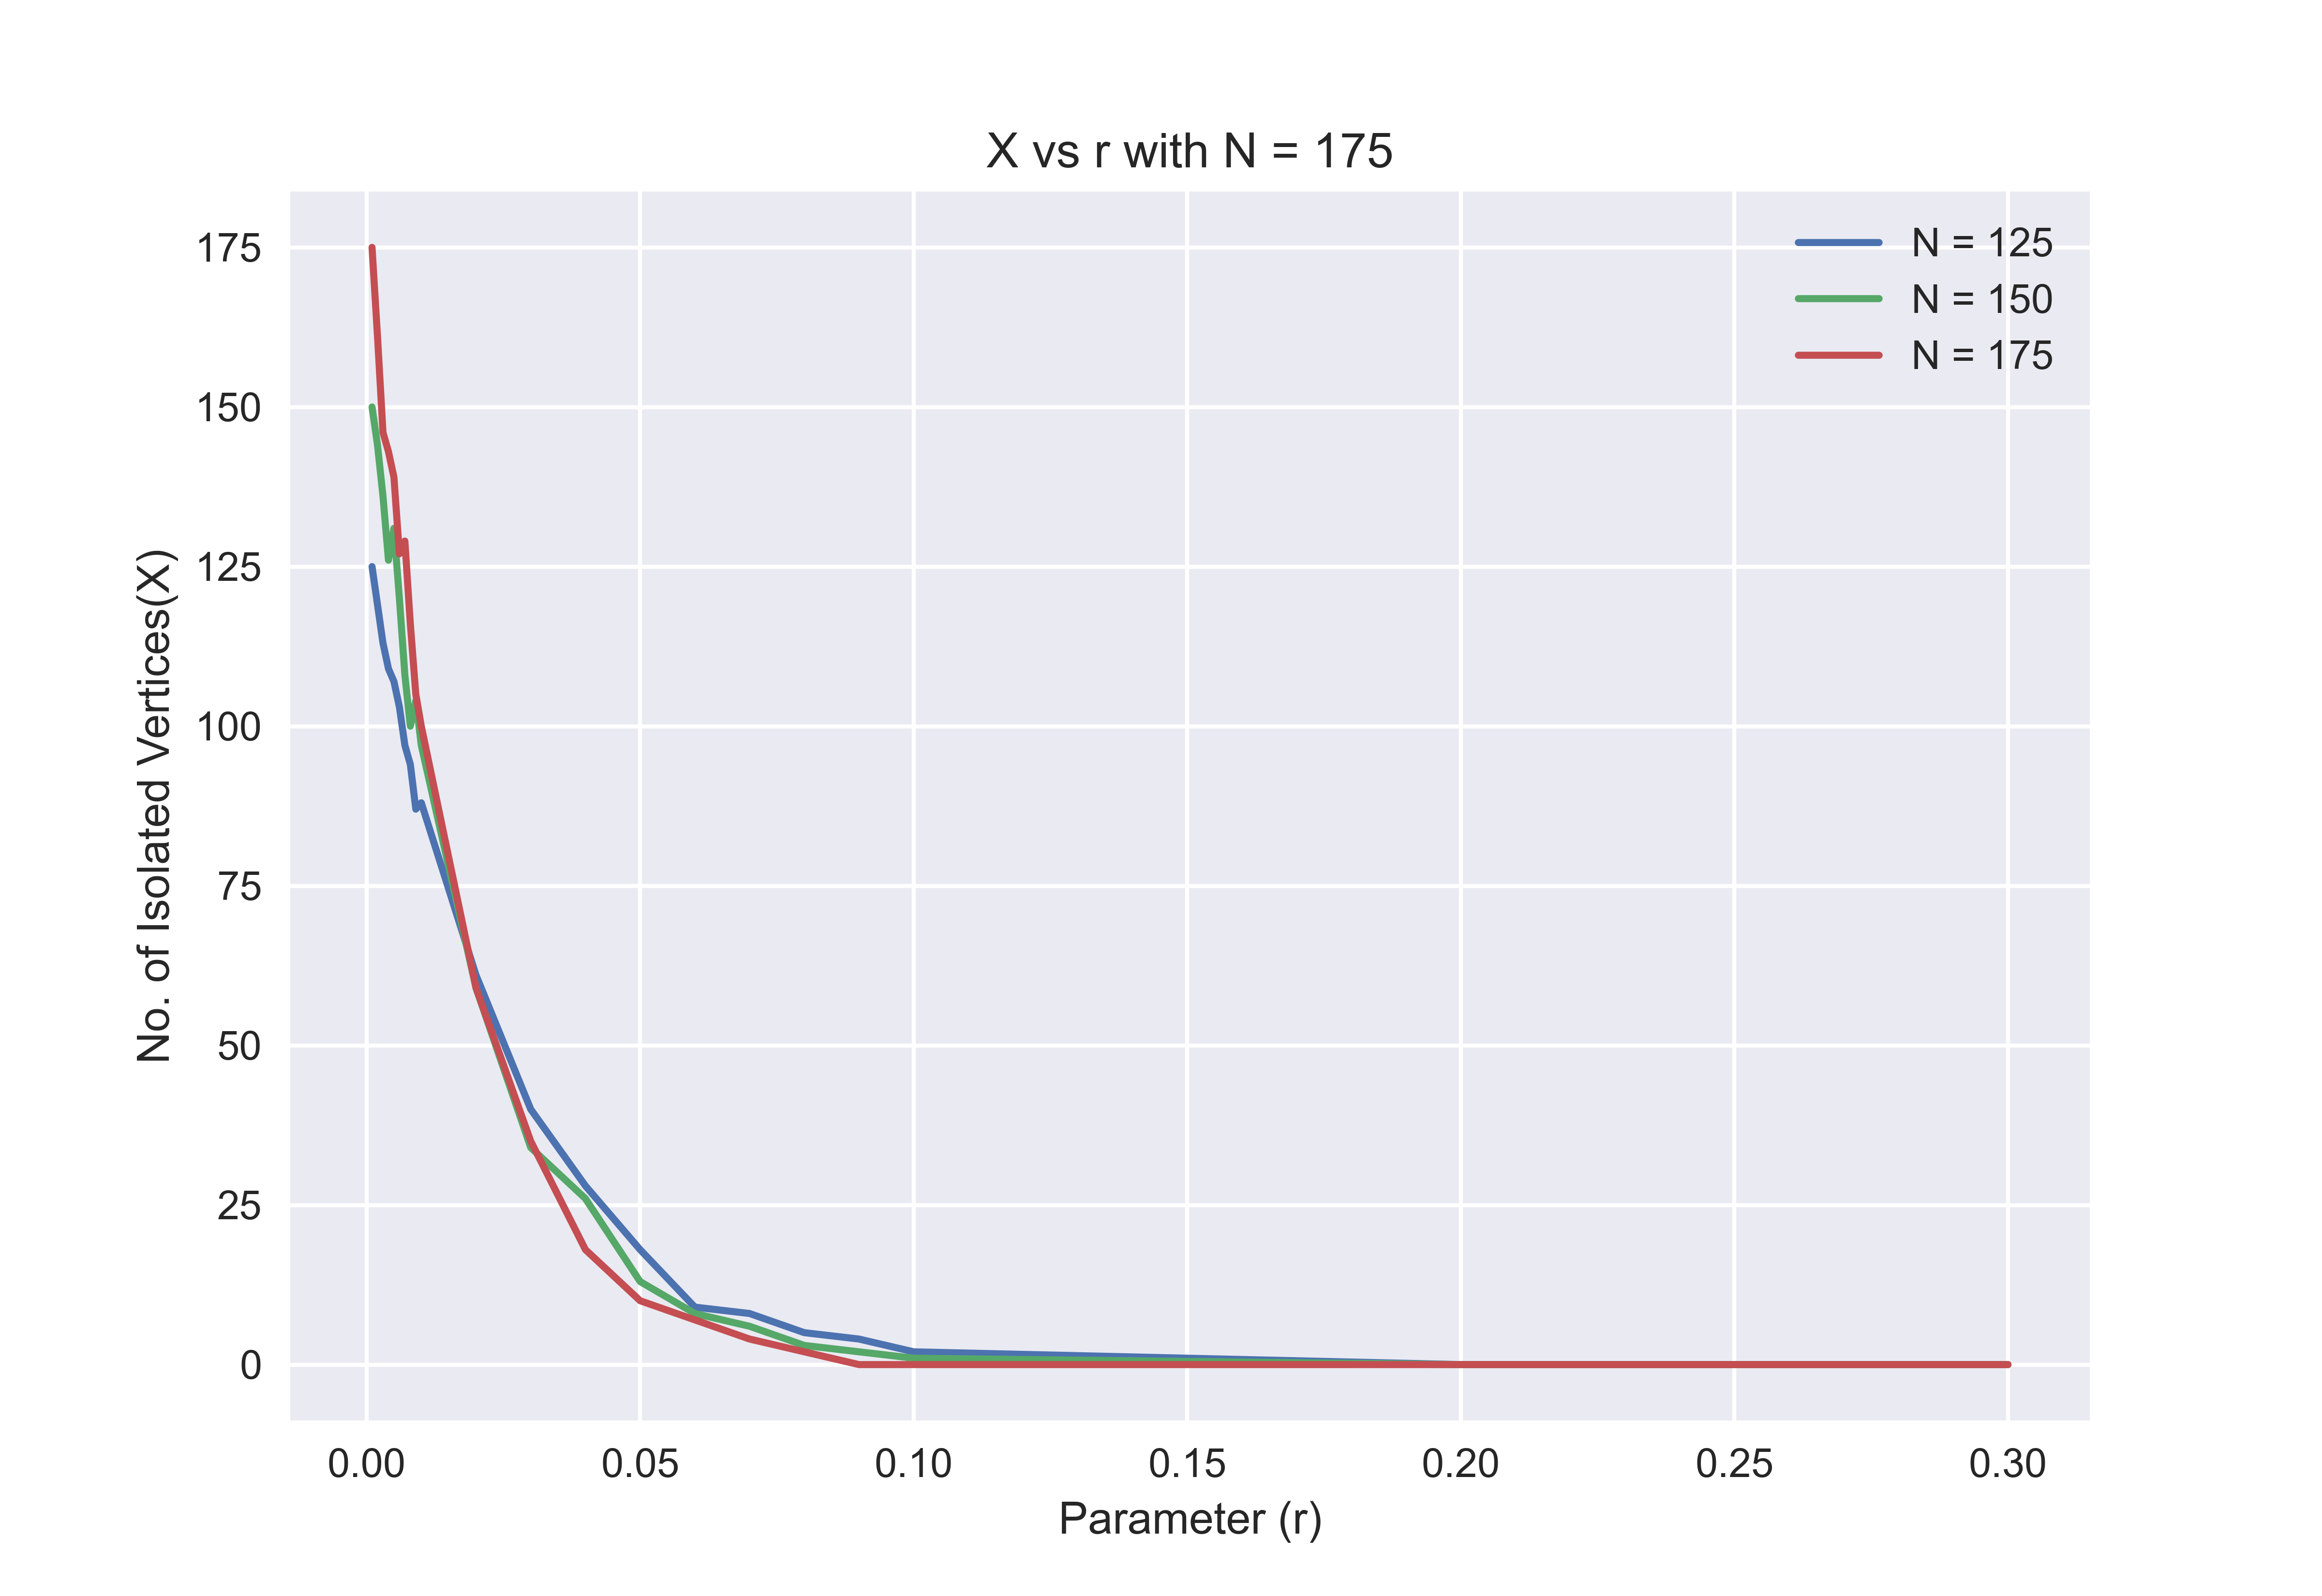 X vs r with N = 175
N = 125
N = 150
N = 175
No. of Isolated Vertices(X)
175
150
125
100
75
50
25
0
0.00 0.05 0.10 0.15 0.20 0.25 0.30
Parameter (r)